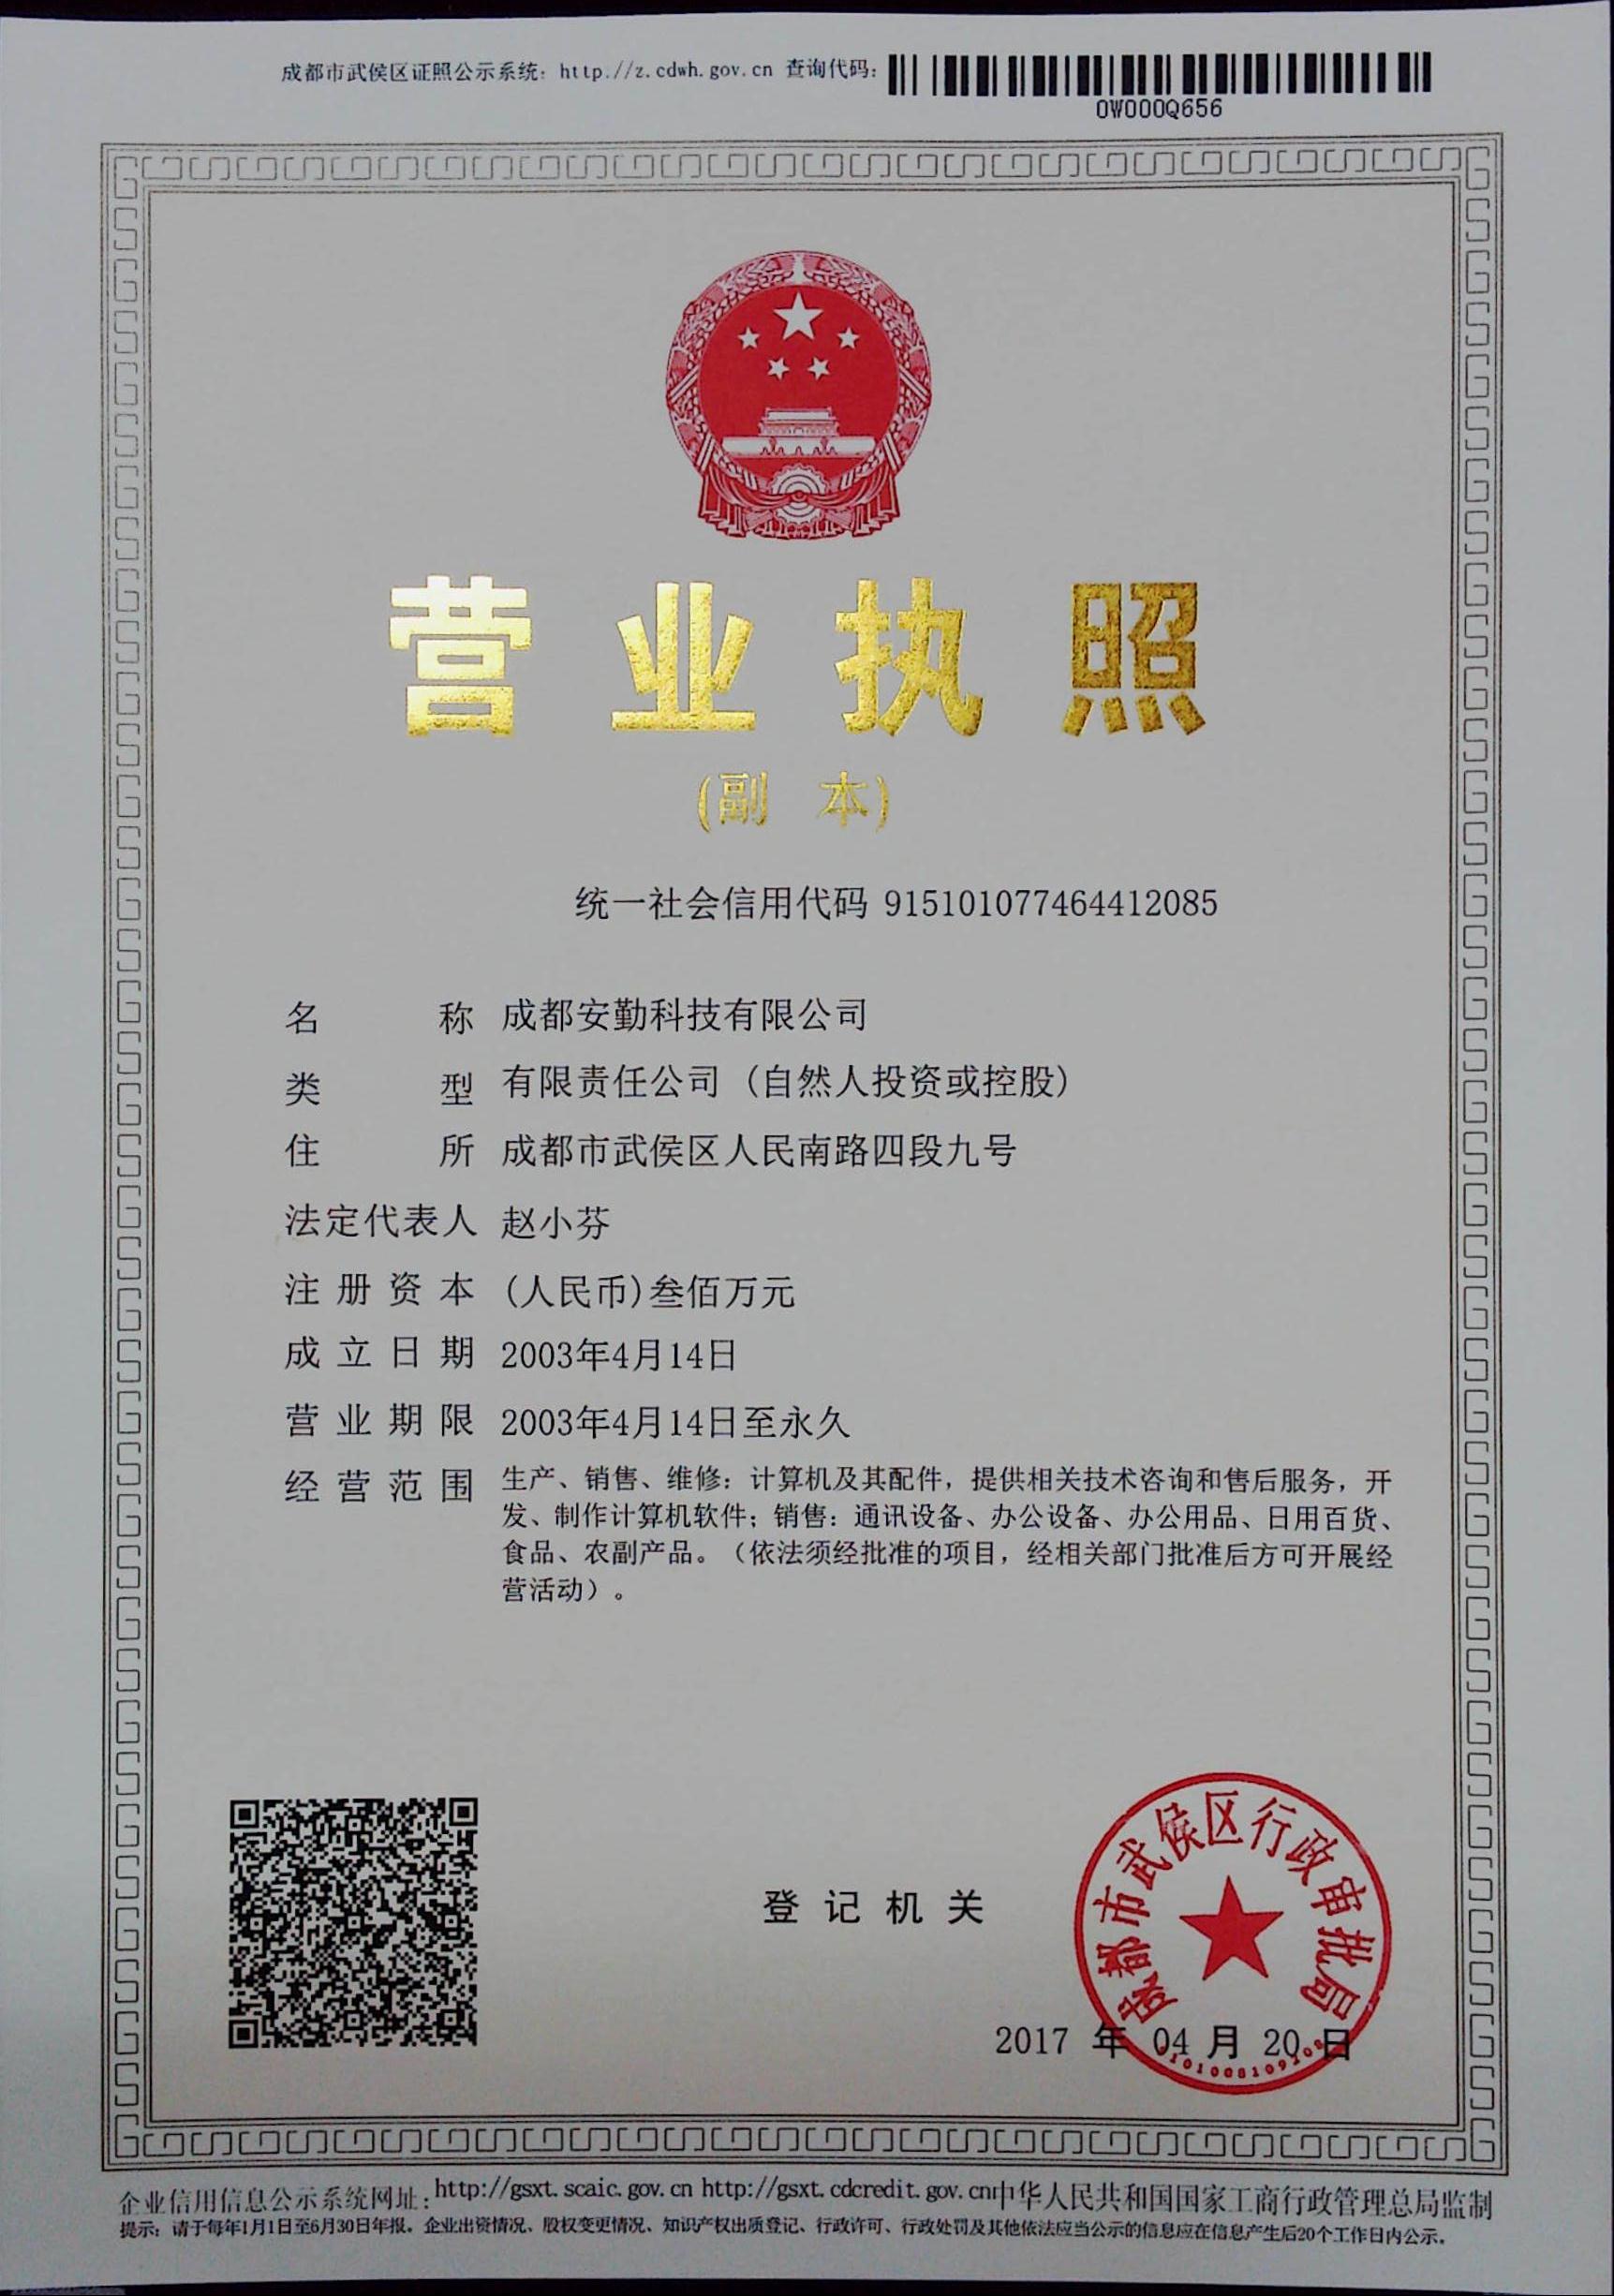 成都市武侯区证照公示系统：http://z.cdwh.gov.cn 查询代码：
0W000Q656
营业执照
(副 本)
统一社会信用代码 915101077464412085
名 称 成都安勤科技有限公司
类 型 有限责任公司（自然人投资或控股）
住 所 成都市武侯区人民南路四段九号
法定代表人 赵小芬
注册资本 (人民币)叁佰万元
成立日期 2003年4月14日
营业期限 2003年4月14日至永久
经营范围 生产、销售、维修：计算机及其配件，提供相关技术咨询和售后服务，开
发、制作计算机软件；销售：通讯设备、办公设备、办公用品、日用百货、
食品、农副产品。（依法须经批准的项目，经相关部门批准后方可开展经
营活动）。
成都市武侯区行政审批局
登记机关
2017 年 04 月 20 日
企业信用信息公示系统网址：http://gsxt.scaic.gov.cn http://gsxt.cdcredit.gov.cn 中华人民共和国国家工商行政管理总局监制
提示：请于每年1月1日至6月30日年报。企业出资情况、股权变更情况、知识产权出质登记、行政许可、行政处罚及其他依法应当公示的信息应在信息产生后20个工作日内公示。